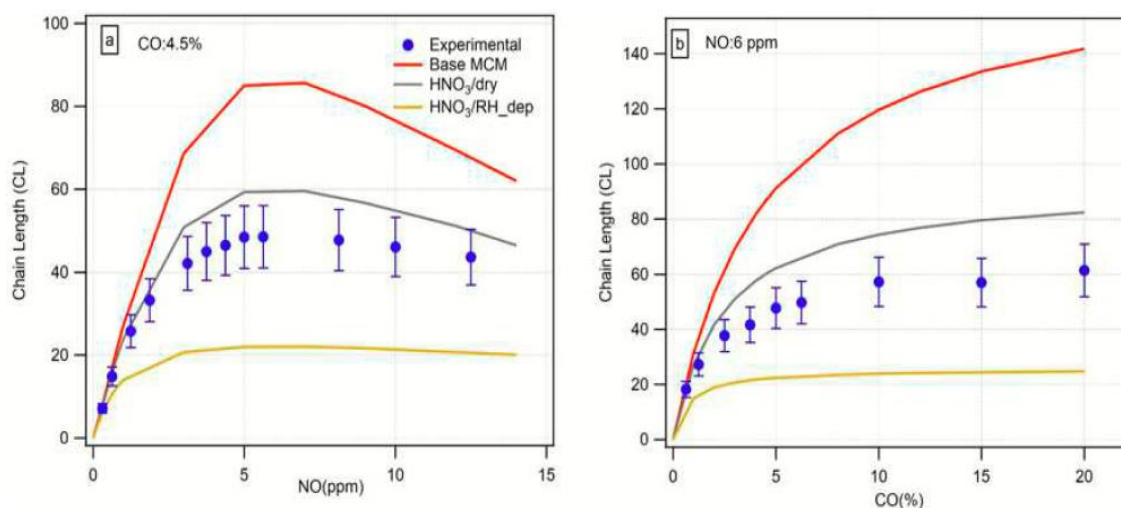 a
CO:4.5%
Experimental
Base MCM
HNO₃/dry
HNO₃/RH_dep
100
80
60
40
20
0
Chain Length (CL)
0
5
10
15
NO(ppm)
b
NO:6 ppm
140
120
100
80
60
40
20
0
Chain Length (CL)
0
5
10
15
20
CO(%)